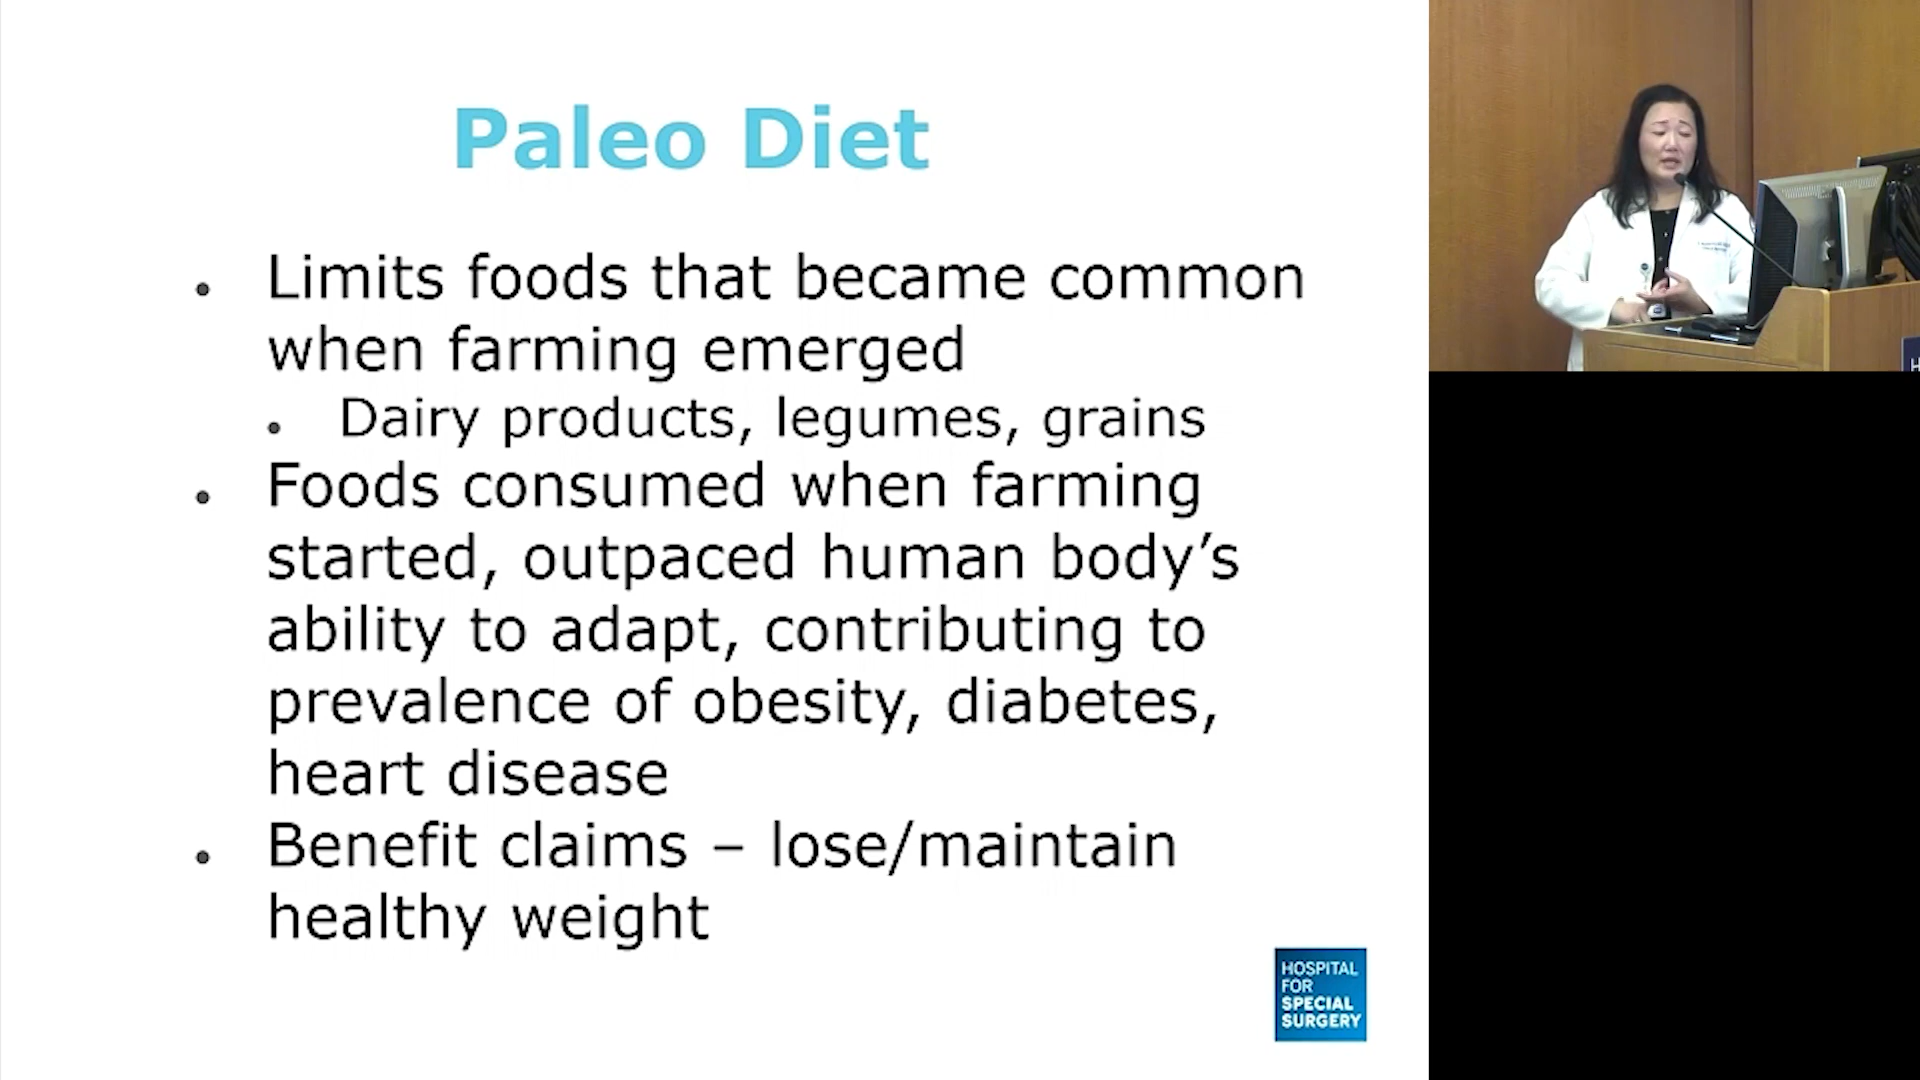 Paleo Diet
• Limits foods that became common
when farming emerged
• Dairy products, legumes, grains
• Foods consumed when farming
started, outpaced human body’s
ability to adapt, contributing to
prevalence of obesity, diabetes,
heart disease
• Benefit claims – lose/maintain
healthy weight
HOSPITAL
FOR
SPECIAL
SURGERY
H